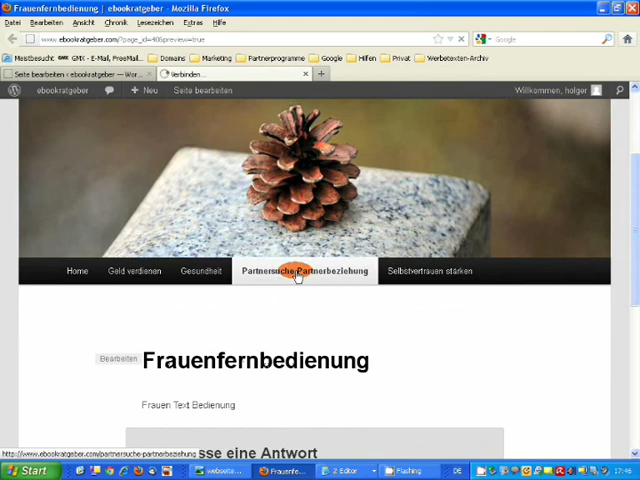 Frauenfernbedienung | ebookratgeber - Mozilla Firefox
Datei Bearbeiten Ansicht Chronik Lesezeichen Extras Hilfe
www.ebookratgeber.com/?page_id=406&preview=true
Google
Meistbesucht GMX - E-Mail, FreeMail... Domains Marketing Partnerprogramme Google Hilfen Privat Werbetexten-Archiv
Seite bearbeiten ‹ ebookratgeber — Wor... Verbinden...
ebookratgeber + Neu Seite bearbeiten Willkommen, holger
Home Geld verdienen Gesundheit Partnersuche-Partnerbeziehung Selbstvertrauen stärken
Bearbeiten Frauenfernbedienung
Frauen Text Bedienung
sse eine Antwort
http://www.ebookratgeber.com/partnersuche-partnerbeziehung
Start webseite... Frauenfe... 2 Editor Flashing DE 17:46